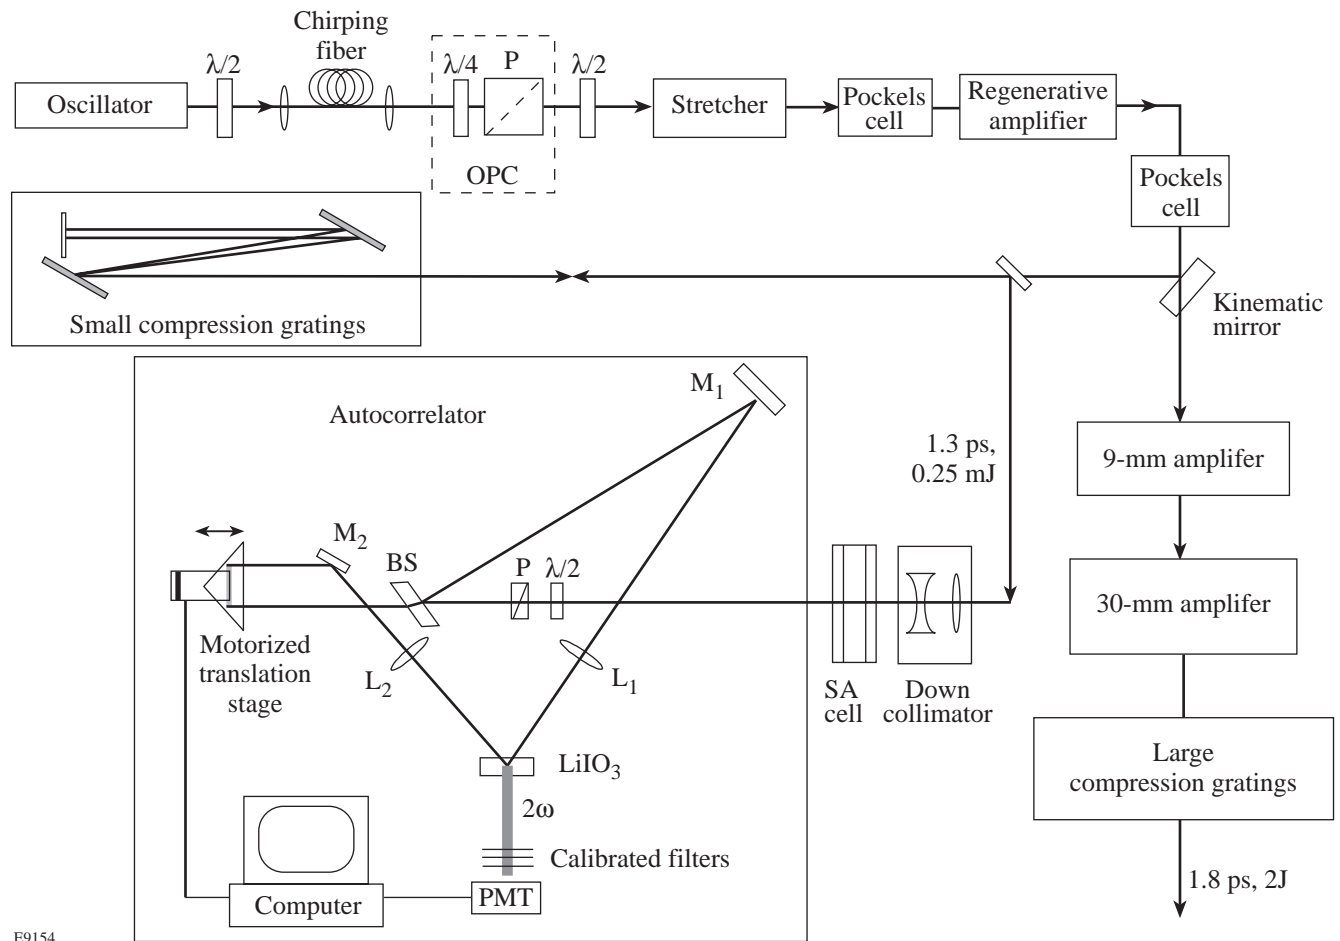 Chirping
fiber
λ/2
λ/4
P
λ/2
Oscillator
Stretcher
Pockels
cell
Regenerative
amplifier
OPC
Pockels
cell
Small compression gratings
Kinematic
mirror
M1
Autocorrelator
1.3 ps,
0.25 mJ
9-mm amplifer
M2
BS
P
λ/2
30-mm amplifer
Motorized
translation
stage
L2
L1
SA
cell
Down
collimator
LiIO3
Large
compression gratings
2ω
Calibrated filters
1.8 ps, 2J
PMT
Computer
E9154